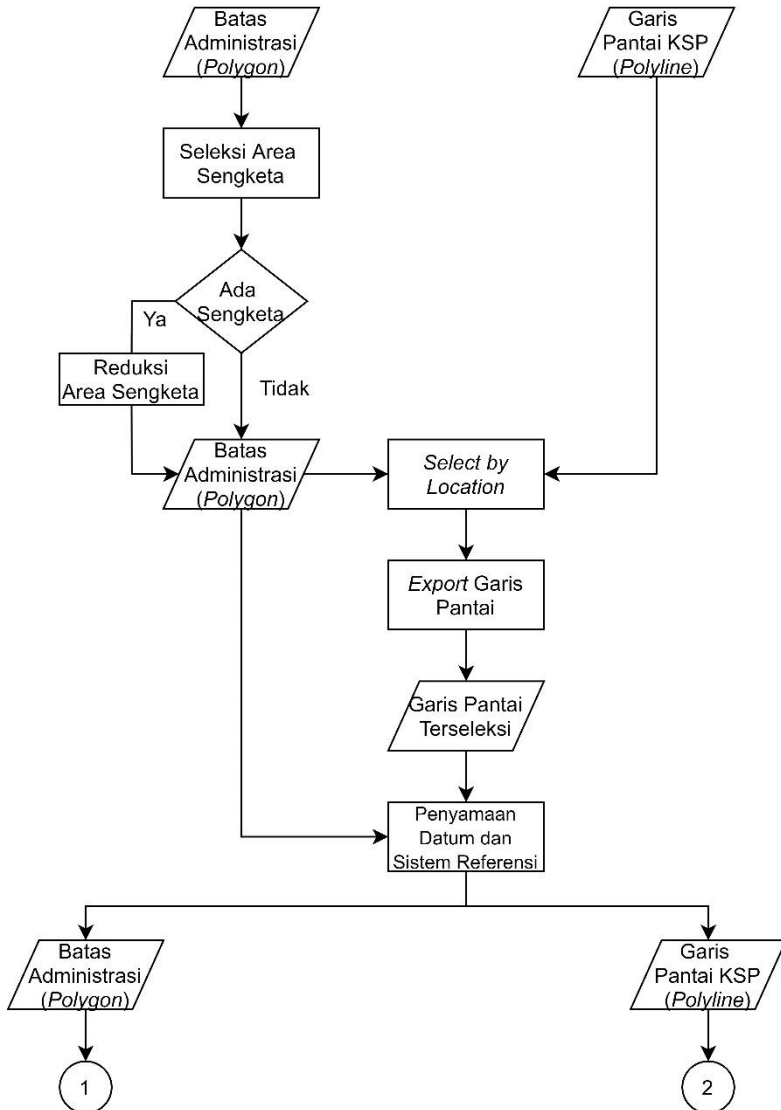 Batas
Administrasi
(Polygon)
Garis
Pantai KSP
(Polyline)
Seleksi Area
Sengketa
Ada
Sengketa
Ya
Reduksi
Area Sengketa
Tidak
Batas
Administrasi
(Polygon)
Select by
Location
Export Garis
Pantai
Garis Pantai
Terseleksi
Penyamaan
Datum dan
Sistem Referensi
Batas
Administrasi
(Polygon)
Garis
Pantai KSP
(Polyline)
1
2